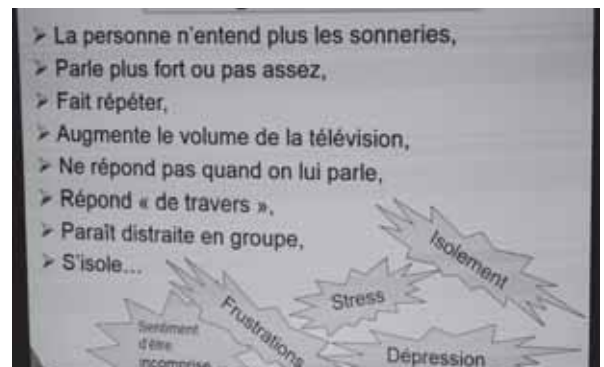 ➢ La personne n'entend plus les sonneries,
➢ Parle plus fort ou pas assez,
➢ Fait répéter,
➢ Augmente le volume de la télévision,
➢ Ne répond pas quand on lui parle,
➢ Répond « de travers »,
➢ Paraît distraite en groupe,
➢ S'isole...
Isolement
Stress
Frustrations
Sentiment
d'être
incomprise
Dépression